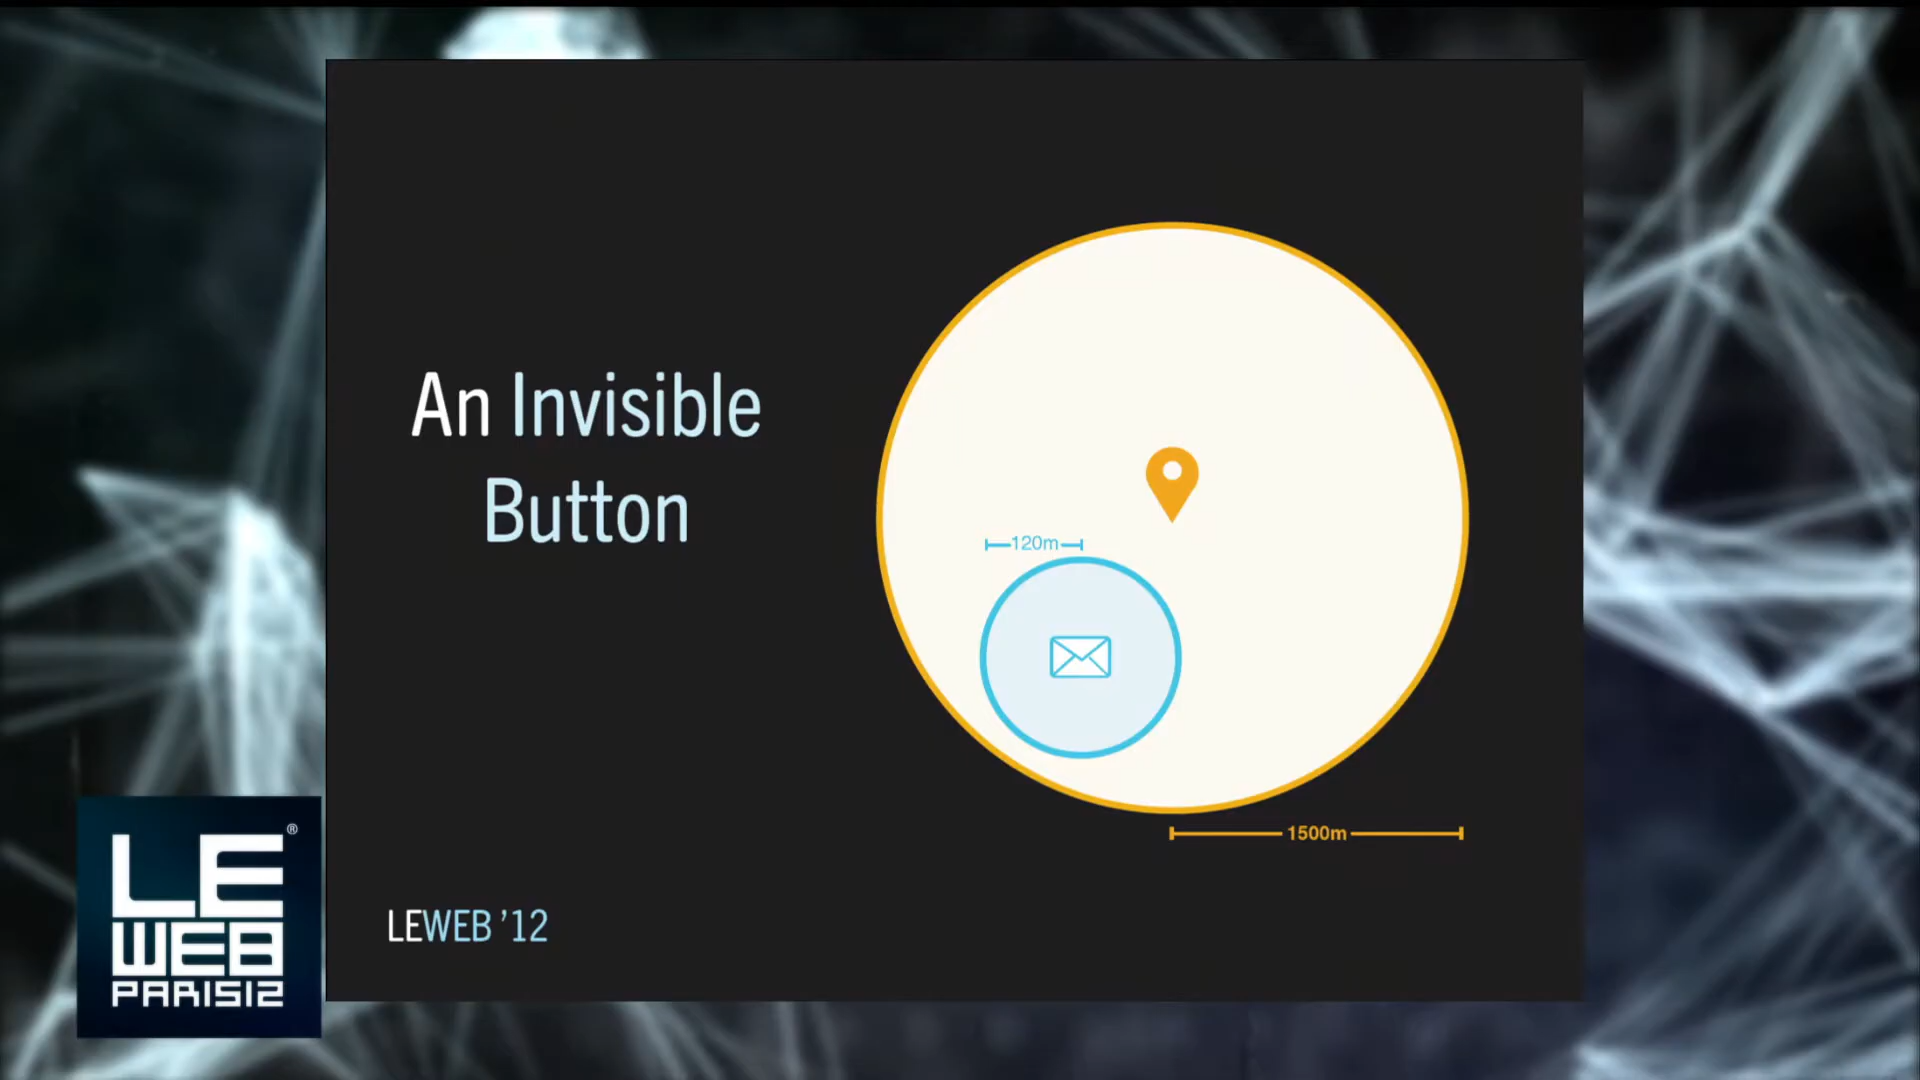 An Invisible
Button
120m
1500m
LEWEB '12
LE
WEB
PARIS12
®